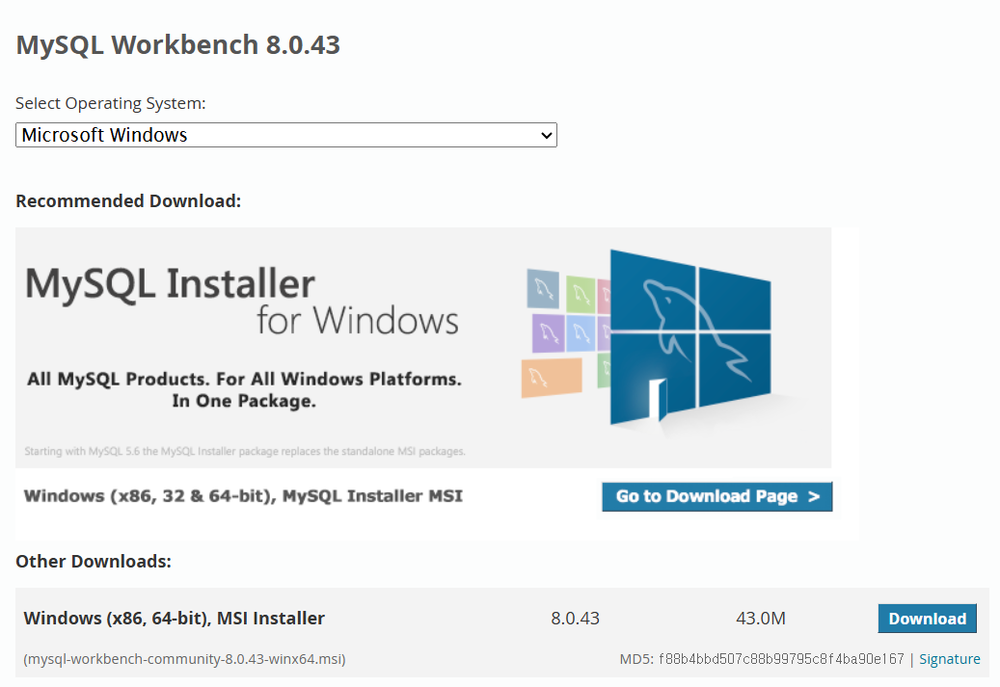 MySQL Workbench 8.0.43
Select Operating System:
Microsoft Windows
Recommended Download:
MySQL Installer
for Windows
All MySQL Products. For All Windows Platforms.
In One Package.
Starting with MySQL 5.6 the MySQL Installer package replaces the standalone MSI packages.
Windows (x86, 32 & 64-bit), MySQL Installer MSI
Go to Download Page >
Other Downloads:
Windows (x86, 64-bit), MSI Installer 8.0.43 43.0M Download
(mysql-workbench-community-8.0.43-winx64.msi) MD5: f88b4bbd507c88b99795c8f4ba90e167 | Signature